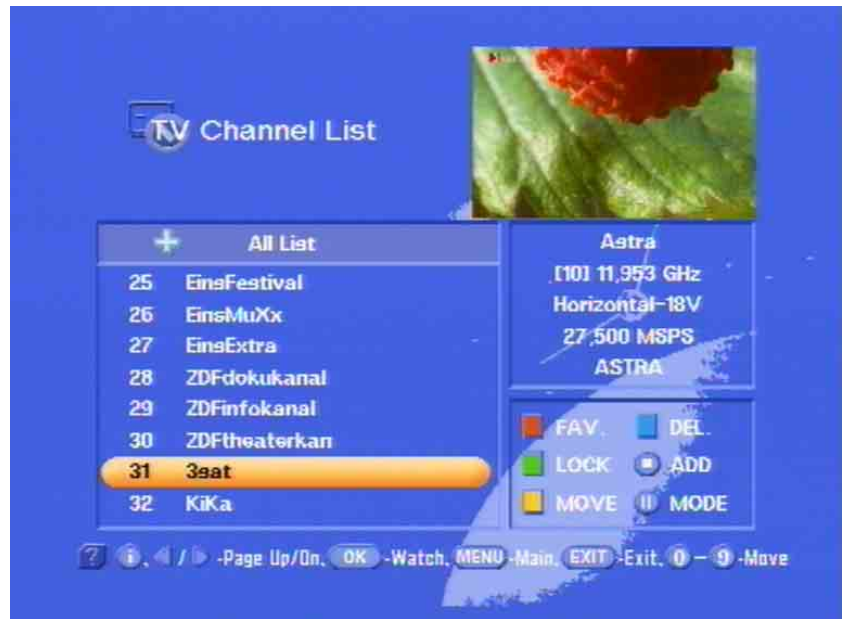 TV Channel List
All List
25 EinsFestival
26 EinsMuXx
27 EinsExtra
28 ZDFdokukanal
29 ZDFinfokanal
30 ZDFtheaterkan
31 3sat
32 KiKa
Astra
[10] 11,953 GHz
Horizontal-18V
27,500 MSPS
ASTRA
FAV. DEL.
LOCK ADD
MOVE MODE
? i, ◀ / ▶ -Page Up/Dn, OK -Watch, MENU -Main, EXIT -Exit, 0 - 9 -Move